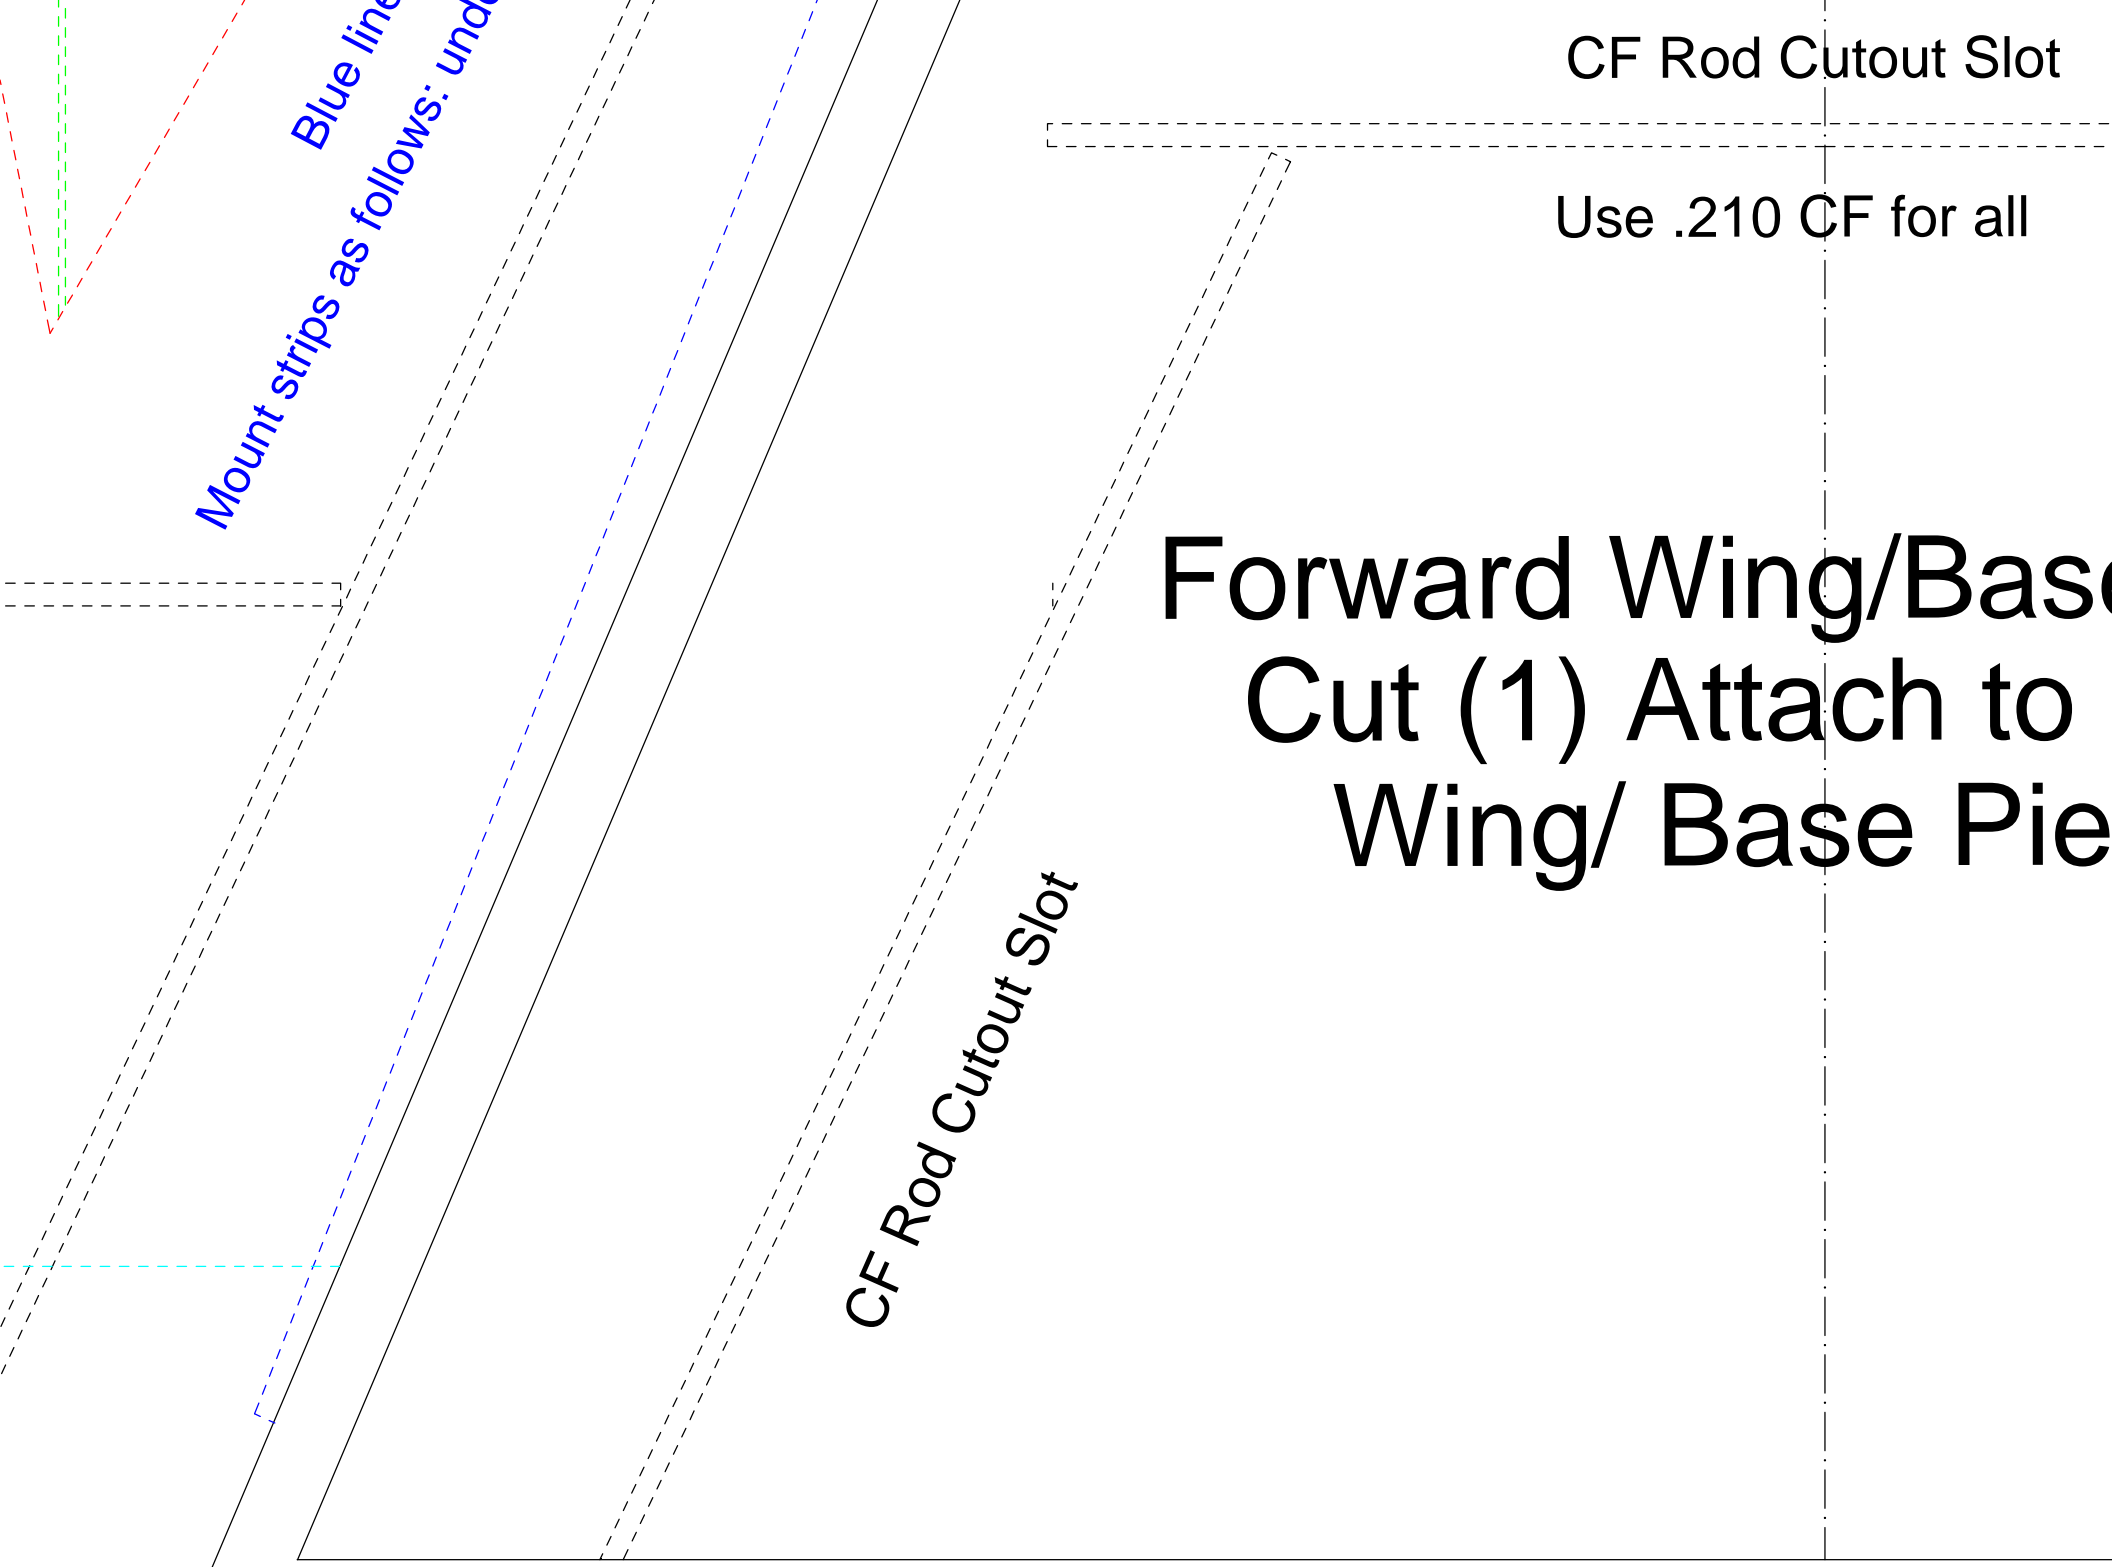 Blue line
Mount strips as follows: unde
CF Rod Cutout Slot
Use .210 CF for all
Forward Wing/Base
Cut (1) Attach to
Wing/ Base Pie
CF Rod Cutout Slot